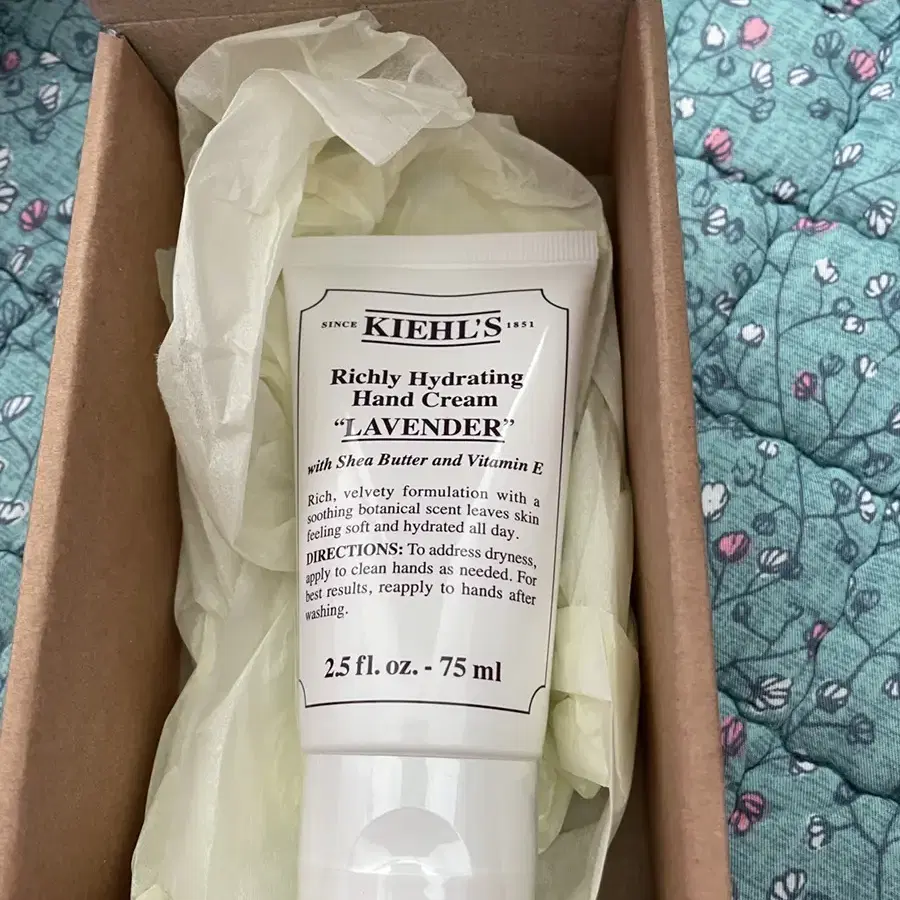 SINCE KIEHL'S 1851
Richly Hydrating
Hand Cream
“LAVENDER”
with Shea Butter and Vitamin E
Rich, velvety formulation with a
soothing botanical scent leaves skin
feeling soft and hydrated all day.
DIRECTIONS: To address dryness,
apply to clean hands as needed. For
best results, reapply to hands after
washing.
2.5 fl. oz. - 75 ml